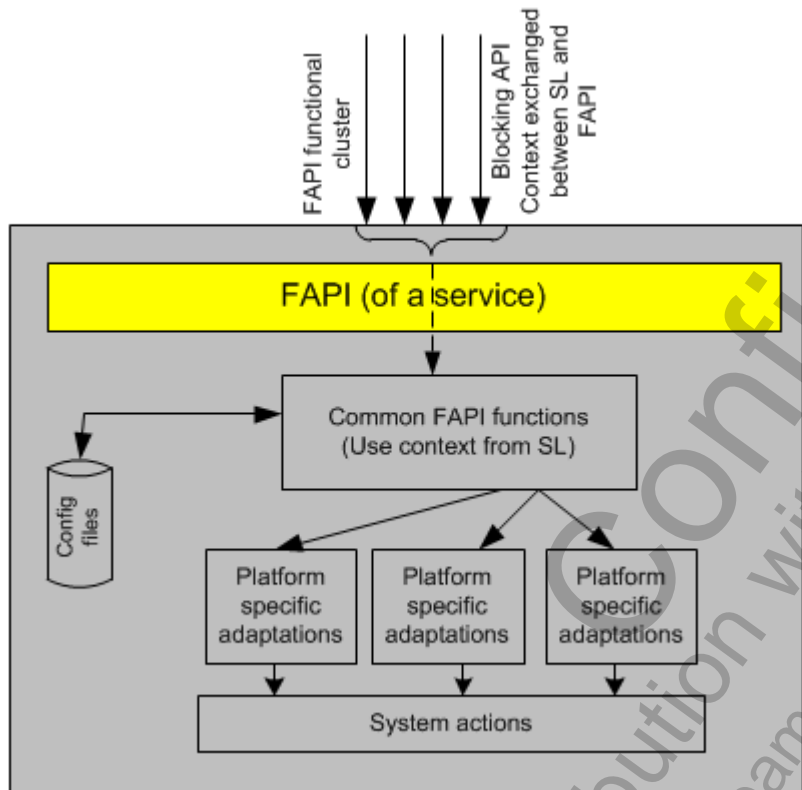 FAPI functional
cluster
Blocking API
Context exchanged
between SL and
FAPI
FAPI (of a service)
Common FAPI functions
(Use context from SL)
Config
files
Platform
specific
adaptations
Platform
specific
adaptations
Platform
specific
adaptations
System actions